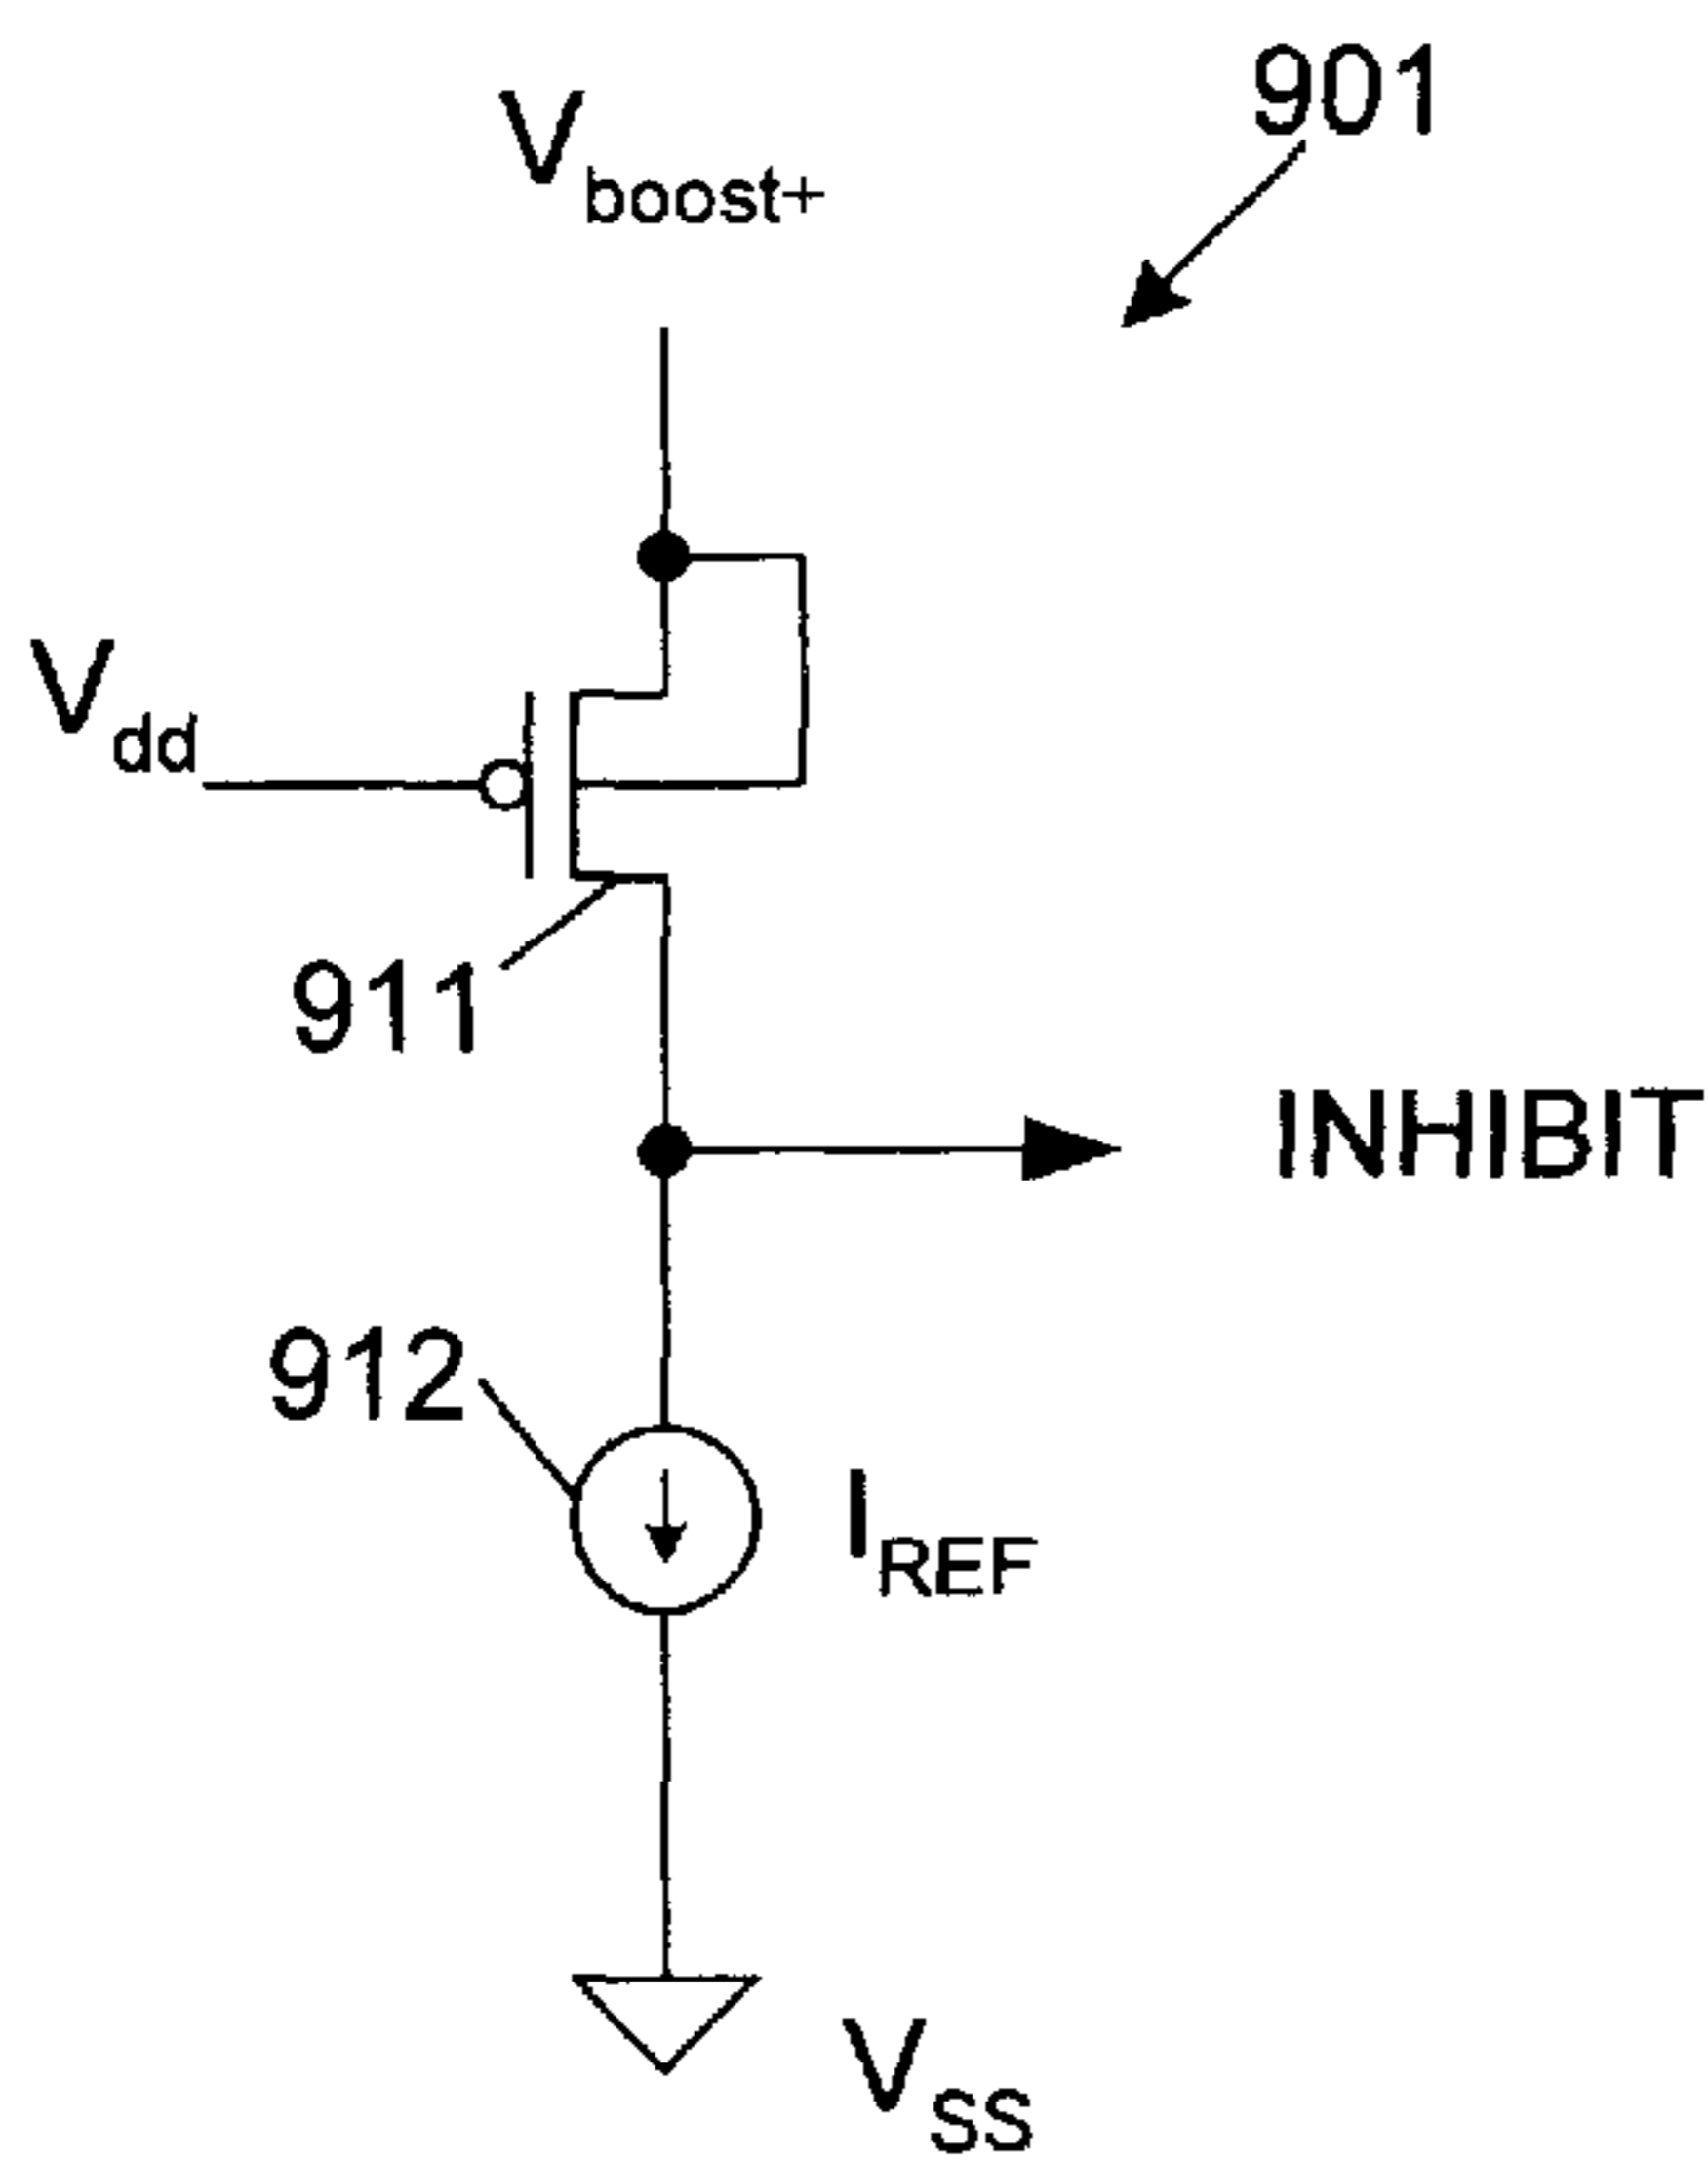 901
Vboost+
Vdd
911
INHIBIT
912
IREF
VSS